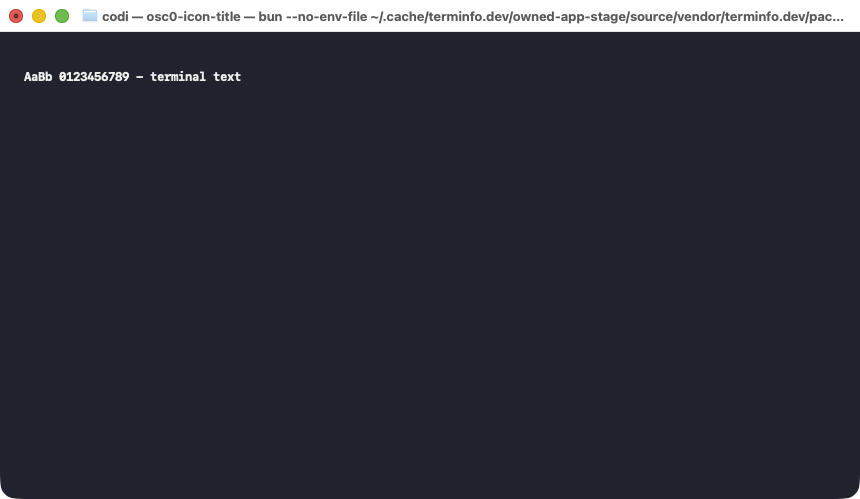 codi — osc0-icon-title — bun --no-env-file ~/.cache/terminfo.dev/owned-app-stage/source/vendor/terminfo.dev/pac...
AaBb 0123456789 — terminal text